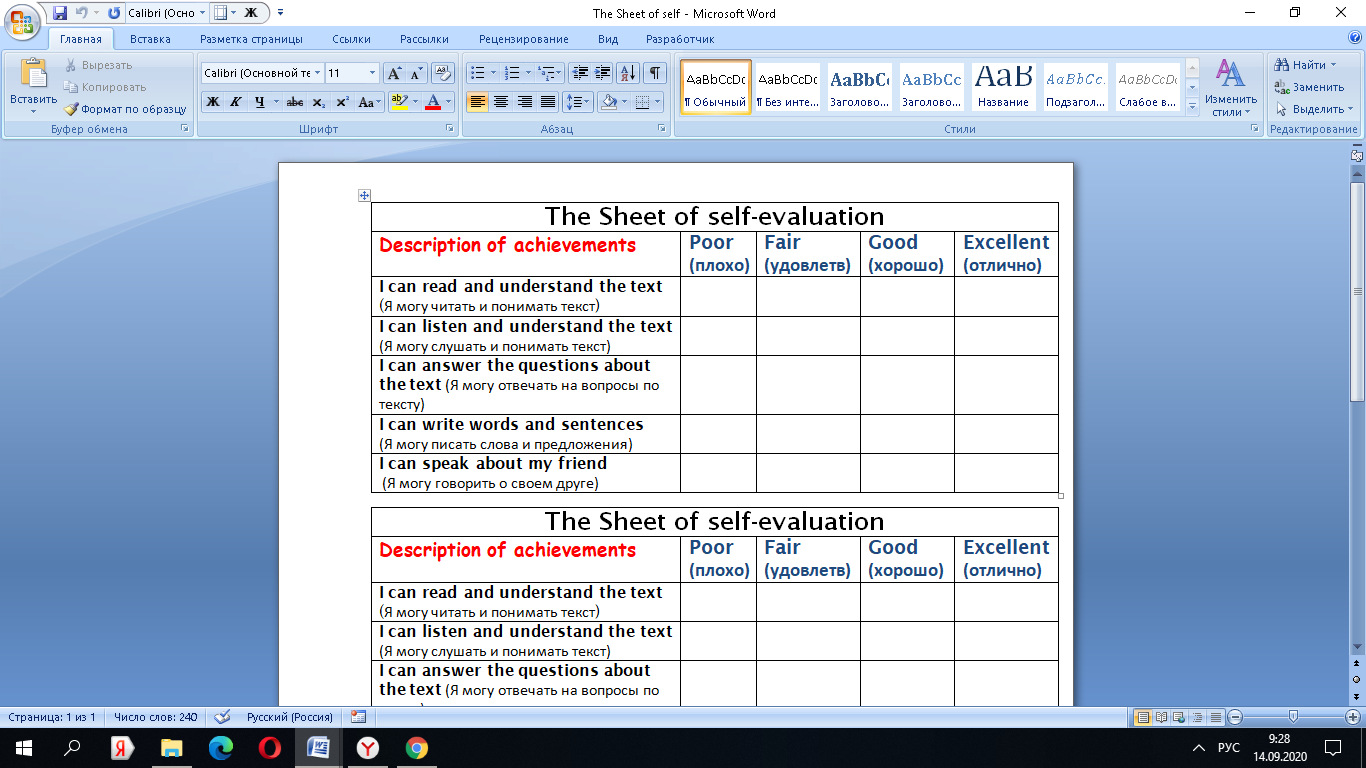 Calibri (Осно
Ж
The Sheet of self - Microsoft Word
Главная Вставка Разметка страницы Ссылки Рассылки Рецензирование Вид Разработчик
Вставить
Вырезать
Копировать
Формат по образцу
Буфер обмена
Calibri (Основной те 11
Ж К Ч abc x₂ x² Aa
Шрифт
Абзац
AaBbCcDc AaBbCcDc AaBbCc AaBbCc AaB AaBbCc. AaBbCcDc
¶ Обычный ¶ Без инте... Заголово... Заголово... Название Подзагол... Слабое в...
Изменить
стили
Стили
Найти
Заменить
Выделить
Редактирование
The Sheet of self-evaluation
Description of achievements Poor Fair Good Excellent
(плохо) (удовлетв) (хорошо) (отлично)
I can read and understand the text
(Я могу читать и понимать текст)
I can listen and understand the text
(Я могу слушать и понимать текст)
I can answer the questions about
the text (Я могу отвечать на вопросы по
тексту)
I can write words and sentences
(Я могу писать слова и предложения)
I can speak about my friend
(Я могу говорить о своем друге)
The Sheet of self-evaluation
Description of achievements Poor Fair Good Excellent
(плохо) (удовлетв) (хорошо) (отлично)
I can read and understand the text
(Я могу читать и понимать текст)
I can listen and understand the text
(Я могу слушать и понимать текст)
I can answer the questions about
the text (Я могу отвечать на вопросы по
Страница: 1 из 1 Число слов: 240 Русский (Россия)
РУС
9:28
14.09.2020